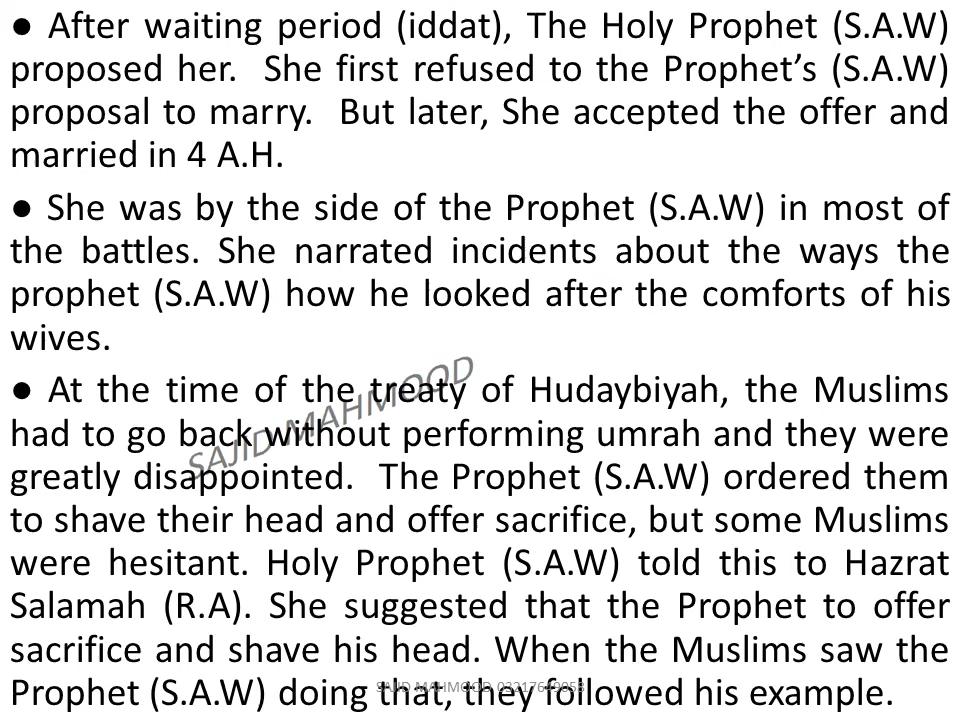 ● After waiting period (iddat), The Holy Prophet (S.A.W)
proposed her. She first refused to the Prophet’s (S.A.W)
proposal to marry. But later, She accepted the offer and
married in 4 A.H.
● She was by the side of the Prophet (S.A.W) in most of
the battles. She narrated incidents about the ways the
prophet (S.A.W) how he looked after the comforts of his
wives.
● At the time of the treaty of Hudaybiyah, the Muslims
had to go back without performing umrah and they were
greatly disappointed. The Prophet (S.A.W) ordered them
to shave their head and offer sacrifice, but some Muslims
were hesitant. Holy Prophet (S.A.W) told this to Hazrat
Salamah (R.A). She suggested that the Prophet to offer
sacrifice and shave his head. When the Muslims saw the
Prophet (S.A.W) doing that, they followed his example.
SAJID MAHMOOD
SAJID MAHMOOD